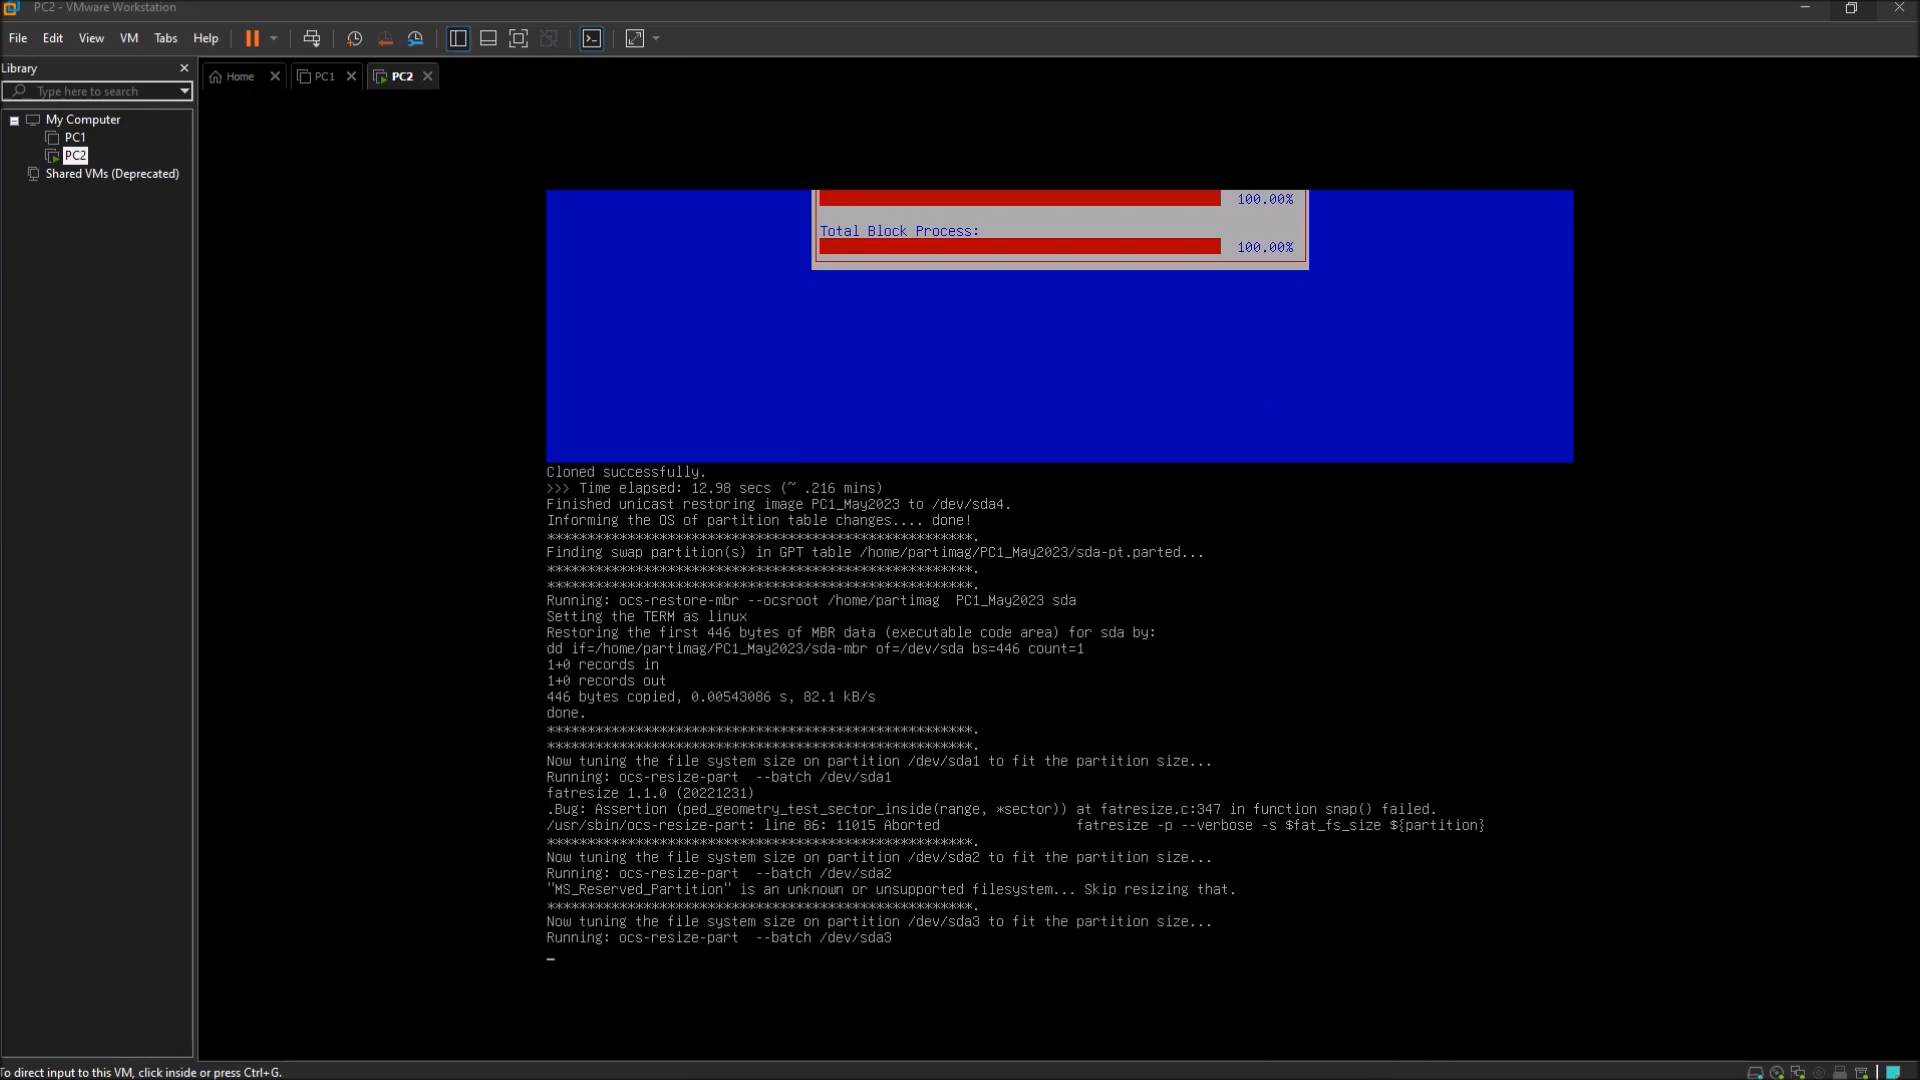 PC2 - VMware Workstation
File Edit View VM Tabs Help
Library
Home PC1 PC2
Type here to search
My Computer
PC1
PC2
Shared VMs (Deprecated)
100.00%
Total Block Process:
100.00%
Cloned successfully.
>>> Time elapsed: 12.98 secs (~ .216 mins)
Finished unicast restoring image PC1_May2023 to /dev/sda4.
Informing the OS of partition table changes.... done!
*****************************************************.
Finding swap partition(s) in GPT table /home/partimag/PC1_May2023/sda-pt.parted...
*****************************************************.
*****************************************************.
Running: ocs-restore-mbr --ocsroot /home/partimag  PC1_May2023 sda
Setting the TERM as linux
Restoring the first 446 bytes of MBR data (executable code area) for sda by:
dd if=/home/partimag/PC1_May2023/sda-mbr of=/dev/sda bs=446 count=1
1+0 records in
1+0 records out
446 bytes copied, 0.00543086 s, 82.1 kB/s
done.
*****************************************************.
*****************************************************.
Now tuning the file system size on partition /dev/sda1 to fit the partition size...
Running: ocs-resize-part  --batch /dev/sda1
fatresize 1.1.0 (20221231)
.Bug: Assertion (ped_geometry_test_sector_inside(range, *sector)) at fatresize.c:347 in function snap() failed.
/usr/sbin/ocs-resize-part: line 86: 11015 Aborted                 fatresize -p --verbose -s $fat_fs_size ${partition}
*****************************************************.
Now tuning the file system size on partition /dev/sda2 to fit the partition size...
Running: ocs-resize-part  --batch /dev/sda2
"MS_Reserved_Partition" is an unknown or unsupported filesystem... Skip resizing that.
*****************************************************.
Now tuning the file system size on partition /dev/sda3 to fit the partition size...
Running: ocs-resize-part  --batch /dev/sda3
To direct input to this VM, click inside or press Ctrl+G.